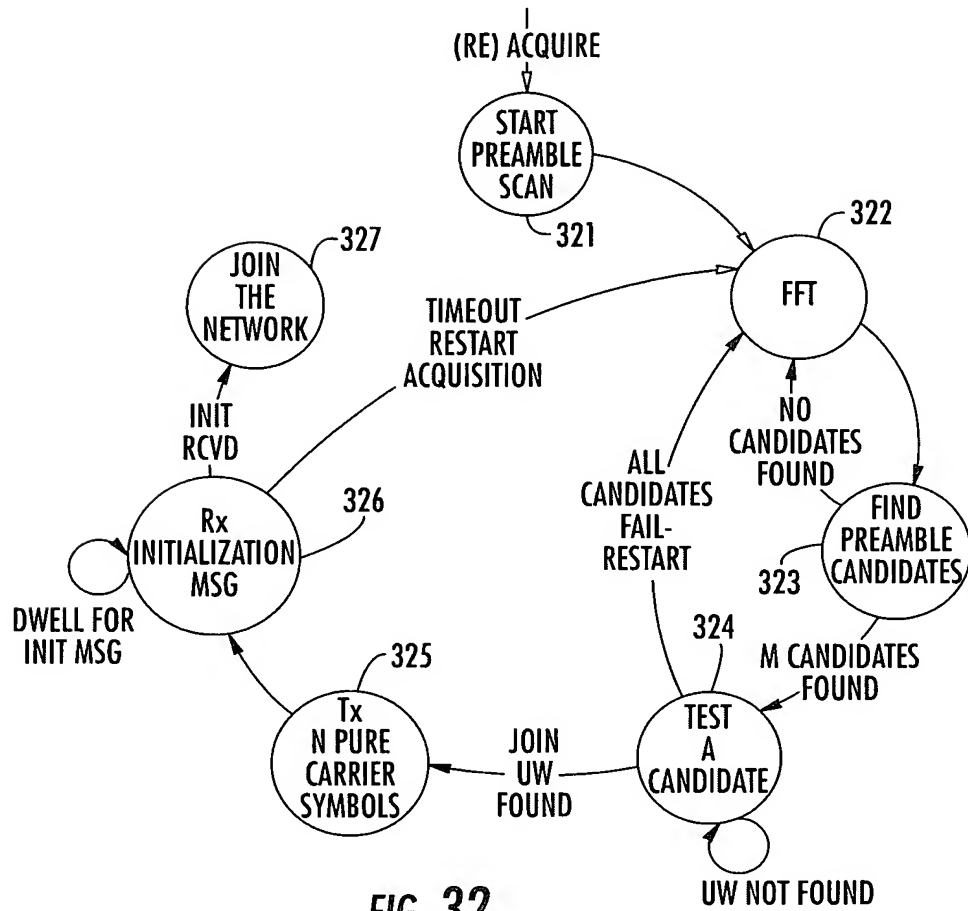 (RE) ACQUIRE
START
PREAMBLE
SCAN
321
322
FFT
327
JOIN
THE
NETWORK
TIMEOUT
RESTART
ACQUISITION
INIT
RCVD
NO
CANDIDATES
FOUND
ALL
CANDIDATES
FAIL-
RESTART
FIND
PREAMBLE
CANDIDATES
323
Rx
INITIALIZATION
MSG
326
DWELL FOR
INIT MSG
324
M CANDIDATES
FOUND
325
Tx
N PURE
CARRIER
SYMBOLS
JOIN
UW
FOUND
TEST
A
CANDIDATE
UW NOT FOUND
FIG. 32